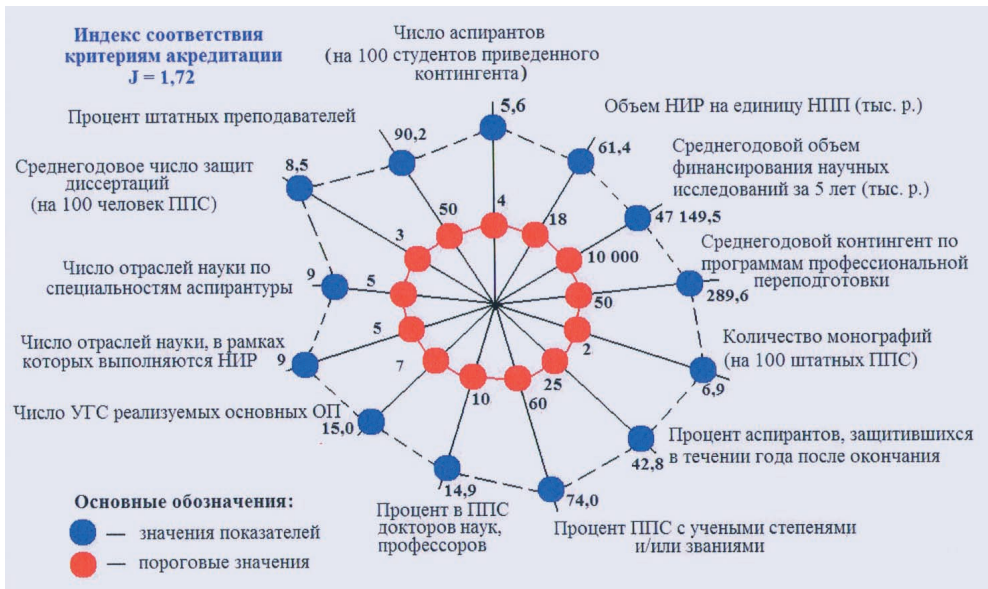 Индекс соответствия
критериям акредитации
J = 1,72
Число аспирантов
(на 100 студентов приведенного
контингента)
5,6
4
Объем НИР на единицу НПП (тыс. р.)
61,4
18
Среднегодовой объем
финансирования научных
исследований за 5 лет (тыс. р.)
47 149,5
10 000
Среднегодовой контингент по
программам профессиональной
переподготовки
289,6
50
Количество монографий
(на 100 штатных ППС)
6,9
2
Процент аспирантов, защитившихся
в течении года после окончания
42,8
25
Процент ППС с учеными степенями
и/или званиями
74,0
60
Процент в ППС
докторов наук,
профессоров
14,9
10
Число УГС реализуемых основных ОП
15,0
7
Число отраслей науки, в рамках
которых выполняются НИР
9
5
Число отраслей науки по
специальностям аспирантуры
9
5
Среднегодовое число защит
диссертаций
(на 100 человек ППС)
8,5
3
Процент штатных преподавателей
90,2
50
Основные обозначения:
— значения показателей
— пороговые значения